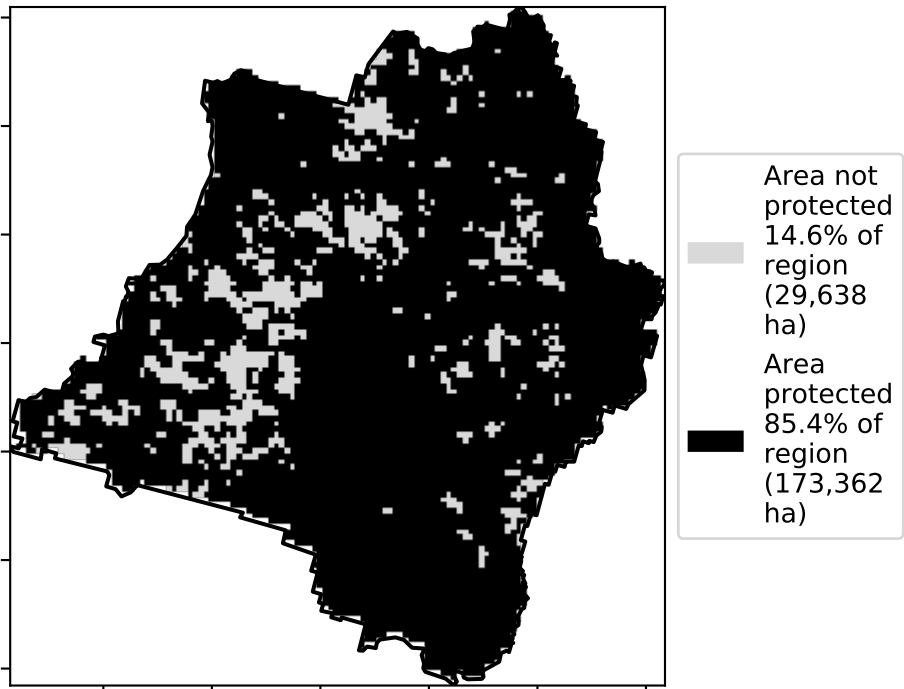 Area not
protected
14.6% of
region
(29,638
ha)
Area
protected
85.4% of
region
(173,362
ha)